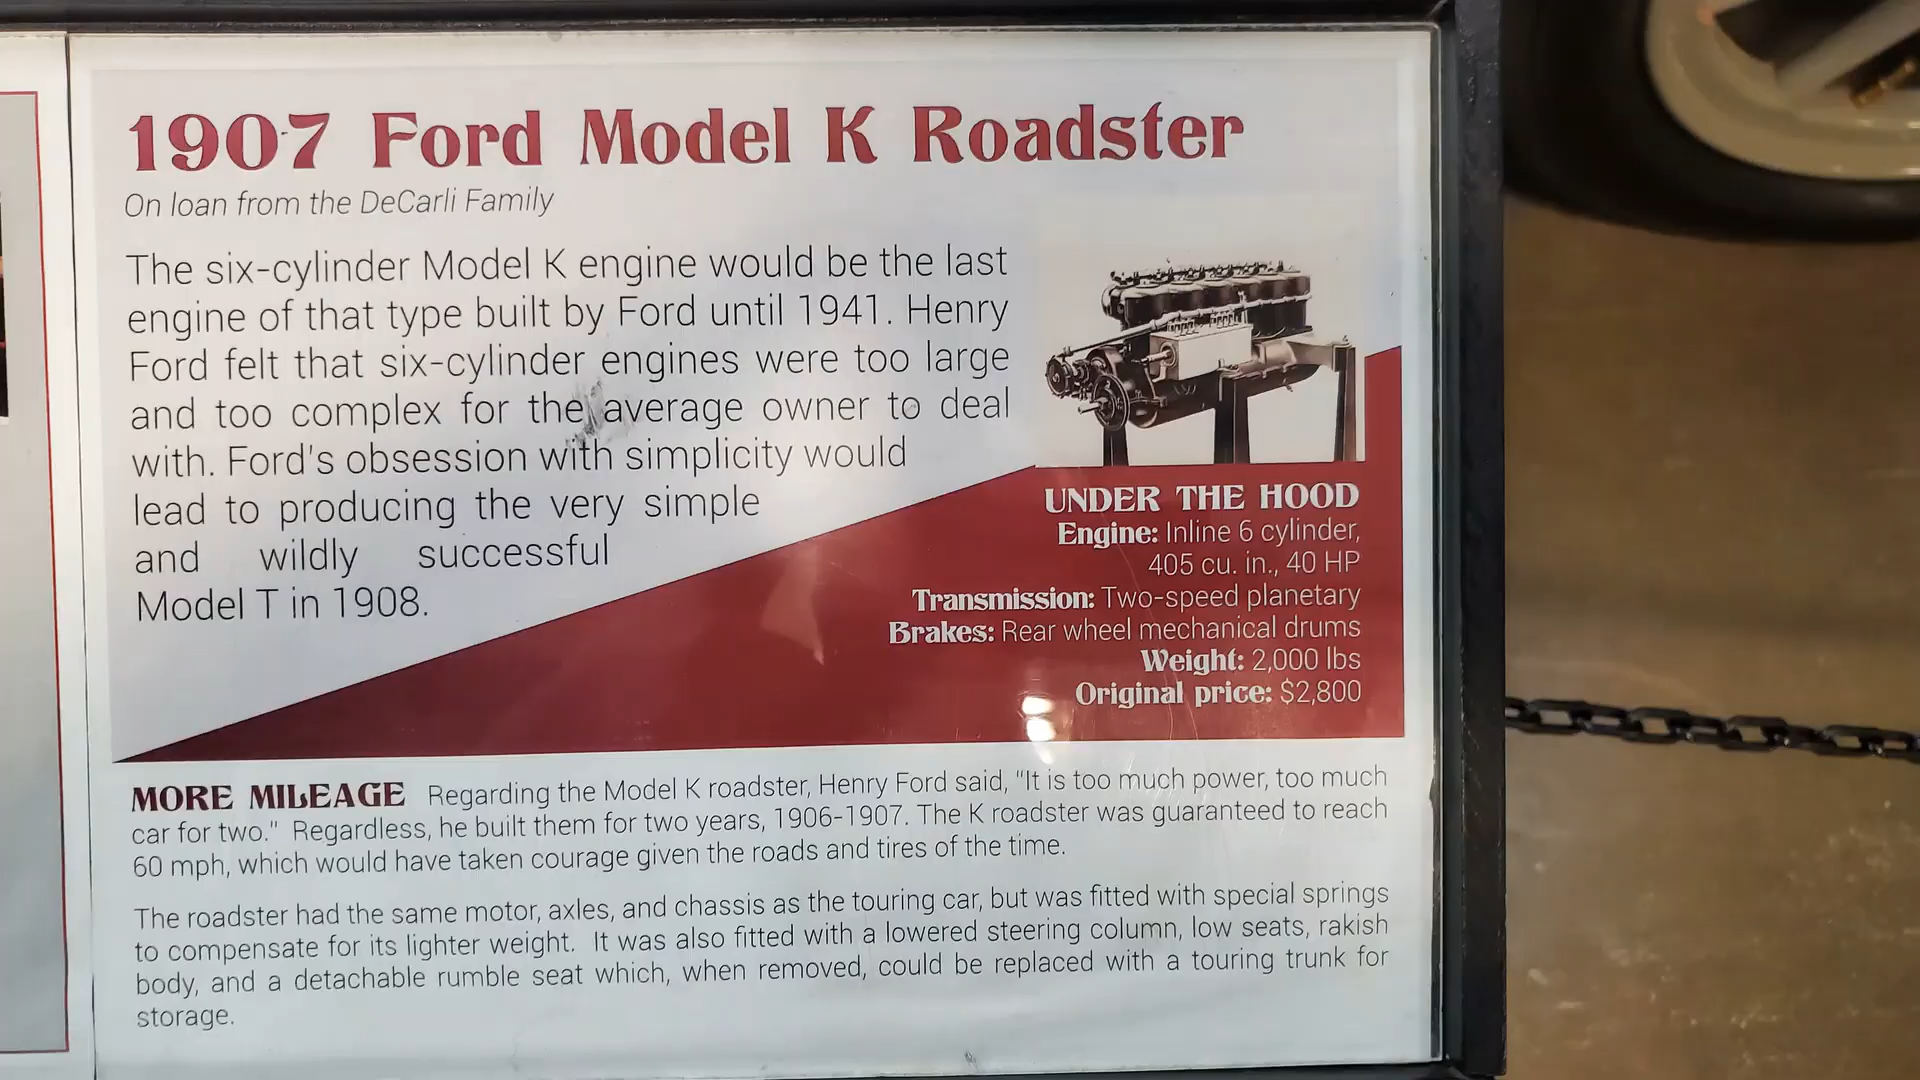 1907 Ford Model K Roadster
On loan from the DeCarli Family
The six-cylinder Model K engine would be the last
engine of that type built by Ford until 1941. Henry
Ford felt that six-cylinder engines were too large
and too complex for the average owner to deal
with. Ford's obsession with simplicity would
lead to producing the very simple
and wildly successful
Model T in 1908.
UNDER THE HOOD
Engine: Inline 6 cylinder,
405 cu. in., 40 HP
Transmission: Two-speed planetary
Brakes: Rear wheel mechanical drums
Weight: 2,000 lbs
Original price: $2,800
MORE MILEAGE Regarding the Model K roadster, Henry Ford said, "It is too much power, too much
car for two." Regardless, he built them for two years, 1906-1907. The K roadster was guaranteed to reach
60 mph, which would have taken courage given the roads and tires of the time.
The roadster had the same motor, axles, and chassis as the touring car, but was fitted with special springs
to compensate for its lighter weight. It was also fitted with a lowered steering column, low seats, rakish
body, and a detachable rumble seat which, when removed, could be replaced with a touring trunk for
storage.